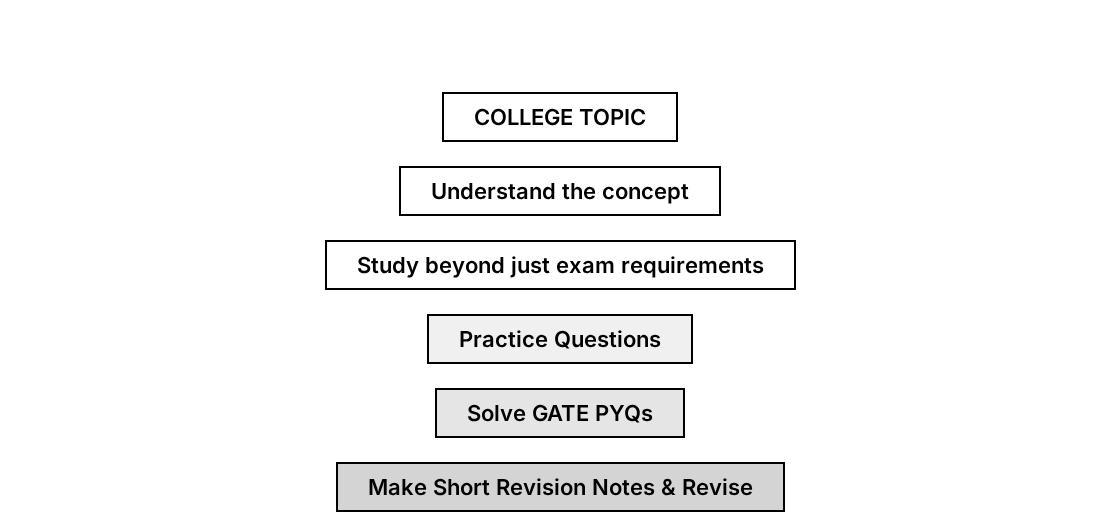 COLLEGE TOPIC
Understand the concept
Study beyond just exam requirements
Practice Questions
Solve GATE PYQs
Make Short Revision Notes & Revise